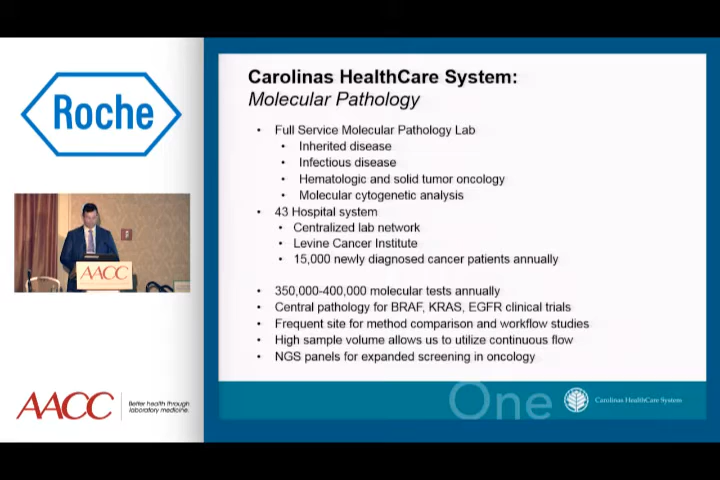 Roche
AACC
AACC
Better health through
laboratory medicine.
Carolinas HealthCare System:
Molecular Pathology
• Full Service Molecular Pathology Lab
• Inherited disease
• Infectious disease
• Hematologic and solid tumor oncology
• Molecular cytogenetic analysis
• 43 Hospital system
• Centralized lab network
• Levine Cancer Institute
• 15,000 newly diagnosed cancer patients annually
• 350,000-400,000 molecular tests annually
• Central pathology for BRAF, KRAS, EGFR clinical trials
• Frequent site for method comparison and workflow studies
• High sample volume allows us to utilize continuous flow
• NGS panels for expanded screening in oncology
One
Carolinas HealthCare System